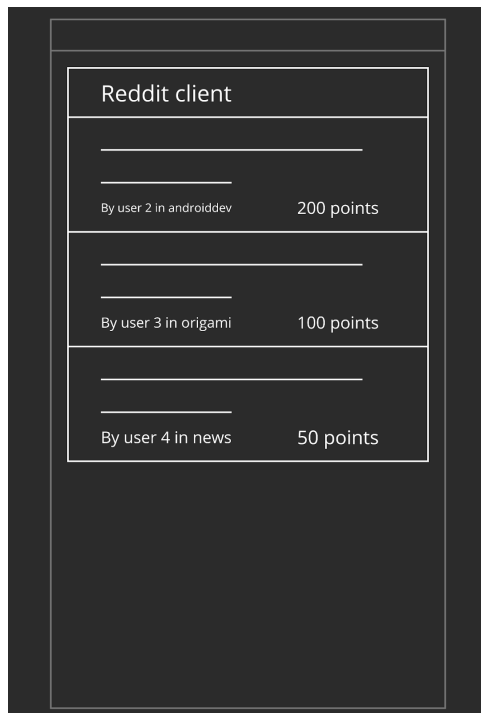 Reddit client
By user 2 in androiddev 200 points
By user 3 in origami 100 points
By user 4 in news 50 points